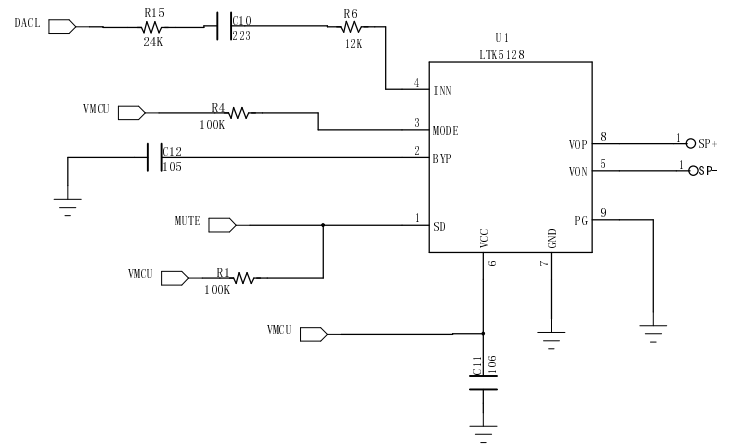 DACL
R15
24K
C10
223
R6
12K
U1
LTK5128
4
INN
VMCU
R4
100K
3
MODE
C12
105
2
BYP
VOP
8
1
SP+
VON
5
1
SP-
MUTE
1
SD
PG
9
VCC
GND
6
7
VMCU
R1
100K
VMCU
C11
106